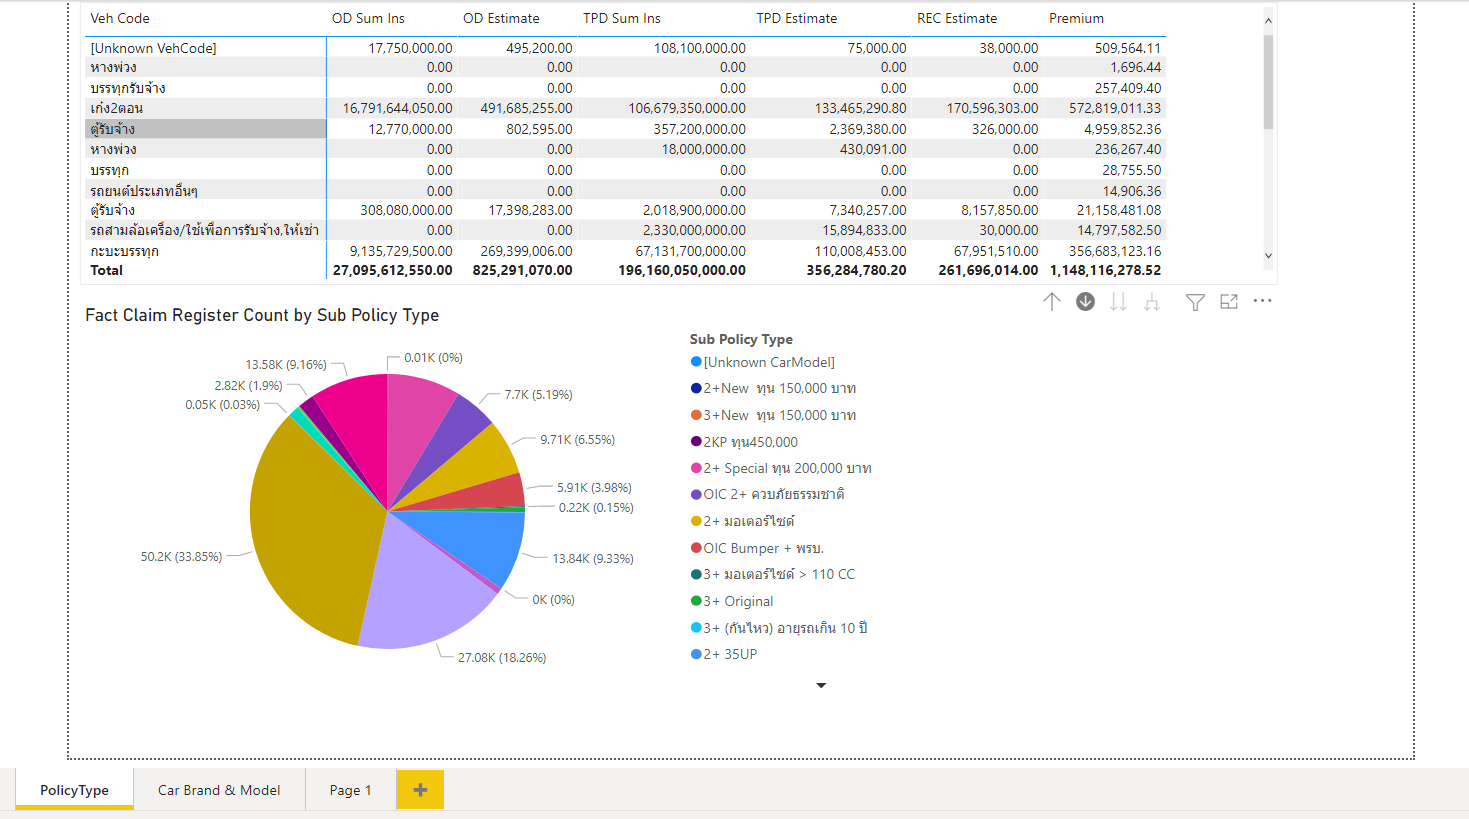 Veh Code OD Sum Ins OD Estimate TPD Sum Ins TPD Estimate REC Estimate Premium
[Unknown VehCode] 17,750,000.00 495,200.00 108,100,000.00 75,000.00 38,000.00 509,564.11
หางพ่วง 0.00 0.00 0.00 0.00 0.00 1,696.44
บรรทุกรับจ้าง 0.00 0.00 0.00 0.00 0.00 257,409.40
เก๋ง2ตอน 16,791,644,050.00 491,685,255.00 106,679,350,000.00 133,465,290.80 170,596,303.00 572,819,011.33
ตู้รับจ้าง 12,770,000.00 802,595.00 357,200,000.00 2,369,380.00 326,000.00 4,959,852.36
หางพ่วง 0.00 0.00 18,000,000.00 430,091.00 0.00 236,267.40
บรรทุก 0.00 0.00 0.00 0.00 0.00 28,755.50
รถยนต์ประเภทอื่นๆ 0.00 0.00 0.00 0.00 0.00 14,906.36
ตู้รับจ้าง 308,080,000.00 17,398,283.00 2,018,900,000.00 7,340,257.00 8,157,850.00 21,158,481.08
รถสามล้อเครื่อง/ใช้เพื่อการรับจ้าง,ให้เช่า 0.00 0.00 2,330,000,000.00 15,894,833.00 30,000.00 14,797,582.50
กะบะบรรทุก 9,135,729,500.00 269,399,006.00 67,131,700,000.00 110,008,453.00 67,951,510.00 356,683,123.16
Total 27,095,612,550.00 825,291,070.00 196,160,050,000.00 356,284,780.20 261,696,014.00 1,148,116,278.52
Fact Claim Register Count by Sub Policy Type
0.01K (0%)
13.58K (9.16%)
2.82K (1.9%)
0.05K (0.03%)
7.7K (5.19%)
9.71K (6.55%)
5.91K (3.98%)
0.22K (0.15%)
50.2K (33.85%)
13.84K (9.33%)
0K (0%)
27.08K (18.26%)
Sub Policy Type
[Unknown CarModel]
2+New ทุน 150,000 บาท
3+New ทุน 150,000 บาท
2KP ทุน450,000
2+ Special ทุน 200,000 บาท
OIC 2+ ควบภัยธรรมชาติ
2+ มอเตอร์ไซด์
OIC Bumper + พรบ.
3+ มอเตอร์ไซด์ > 110 CC
3+ Original
3+ (กันไหว) อายุรถเกิน 10 ปี
2+ 35UP
PolicyType Car Brand & Model Page 1